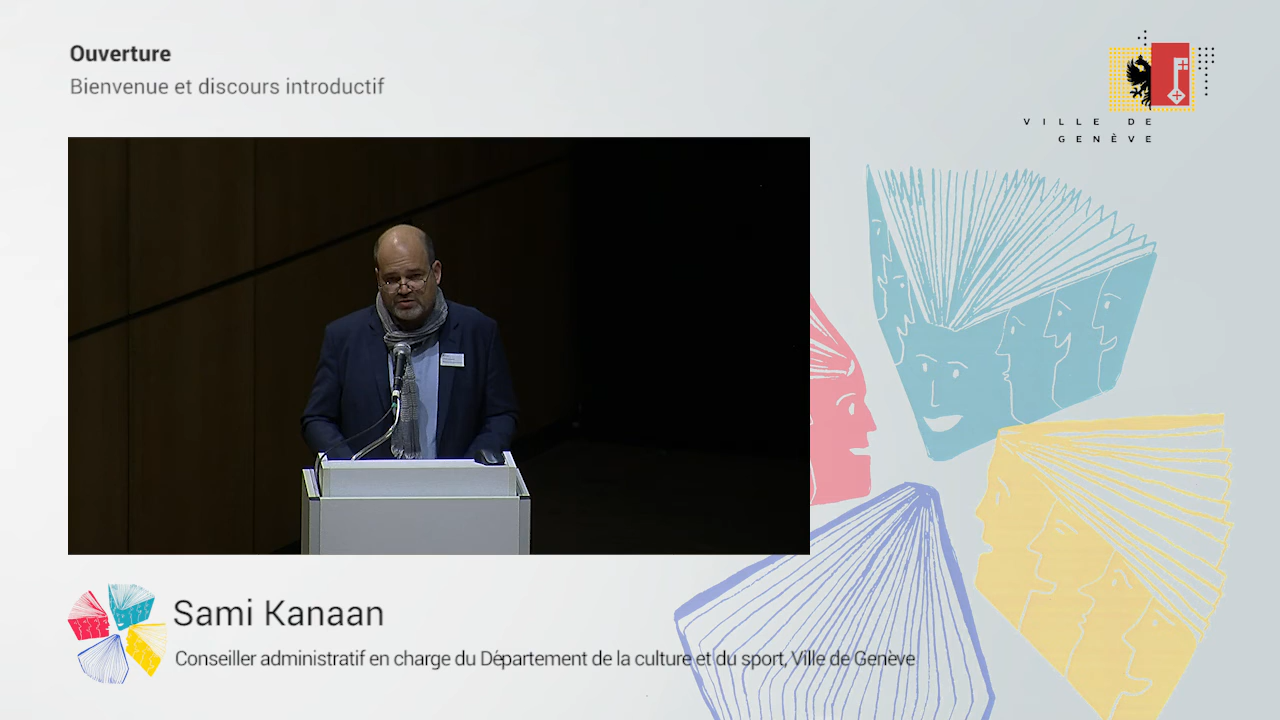 Ouverture
Bienvenue et discours introductif
VILLE DE
GENÈVE
Sami Kanaan
Conseiller administratif en charge du Département de la culture et du sport, Ville de Genève